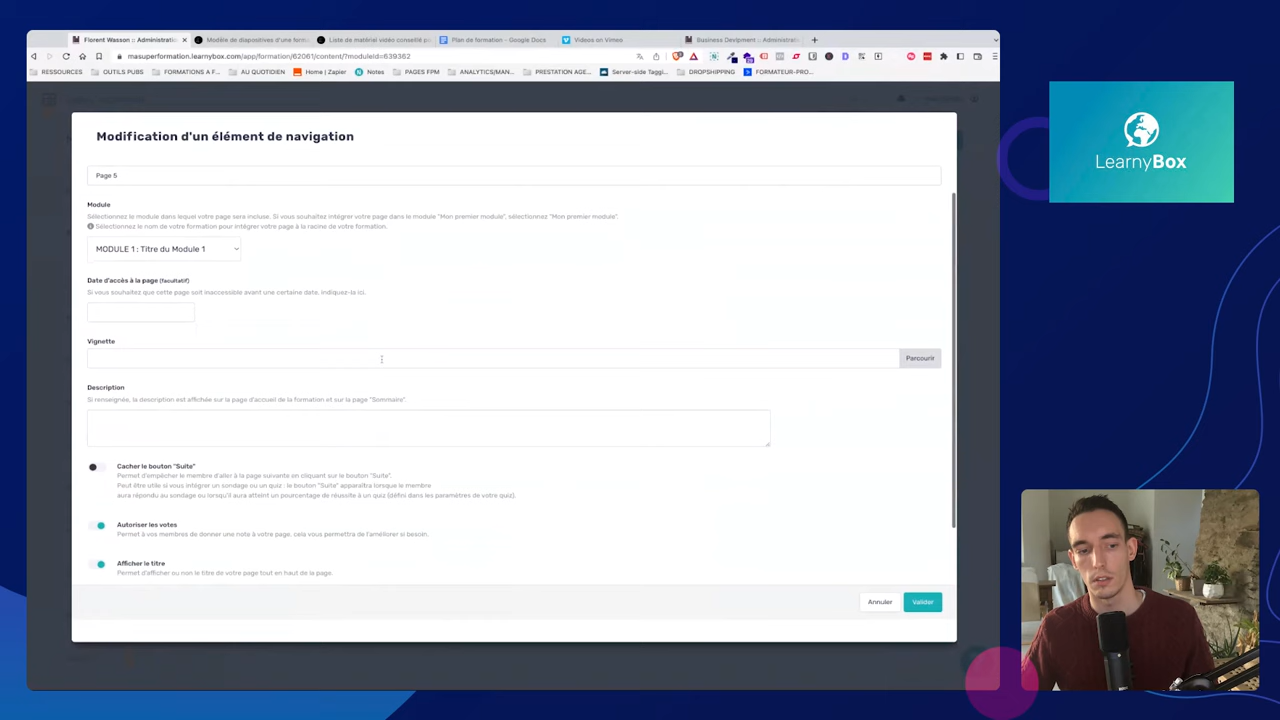 Florent Wasson :: Administratio
Modèle de diapositives d'une form
Liste de matériel vidéo conseillé pa
Plan de formation - Google Docs
Videos on Vimeo
Business Devlopment :: Administratio
masuperformation.learnybox.com/app/formation/62061/content/?moduleId=639362
RESSOURCES
OUTILS PUBS
FORMATIONS A F...
AU QUOTIDIEN
Home | Zapier
Notes
PAGES FPM
ANALYTICS/MAN...
PRESTATION AGE...
Server-side Taggi...
DROPSHIPPING
FORMATEUR-PRO...
Modification d'un élément de navigation
Page 5
Module
Sélectionnez le module dans lequel votre page sera incluse. Si vous souhaitez intégrer votre page dans le module "Mon premier module", sélectionnez "Mon premier module".
Sélectionnez le nom de votre formation pour intégrer votre page à la racine de votre formation.
MODULE 1 : Titre du Module 1
Date d'accès à la page (facultatif)
Si vous souhaitez que cette page soit inaccessible avant une certaine date, indiquez-la ici.
Vignette
Parcourir
Description
Si renseignée, la description est affichée sur la page d'accueil de la formation et sur la page "Sommaire".
Cacher le bouton "Suite"
Permet d'empêcher le membre d'aller à la page suivante en cliquant sur le bouton "Suite".
Peut être utile si vous intégrer un sondage ou un quiz : le bouton "Suite" apparaîtra lorsque le membre
aura répondu au sondage ou lorsqu'il aura atteint un pourcentage de réussite à un quiz (défini dans les paramètres de votre quiz).
Autoriser les votes
Permet à vos membres de donner une note à votre page, cela vous permettra de l'améliorer si besoin.
Afficher le titre
Permet d'afficher ou non le titre de votre page tout en haut de la page.
Annuler
Valider
LearnyBox